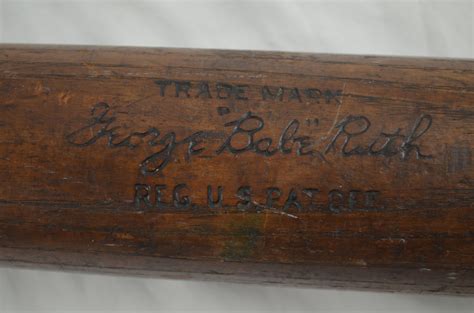 TRADE MARK
George "Babe" Ruth
REG. U.S. PAT. OFF.